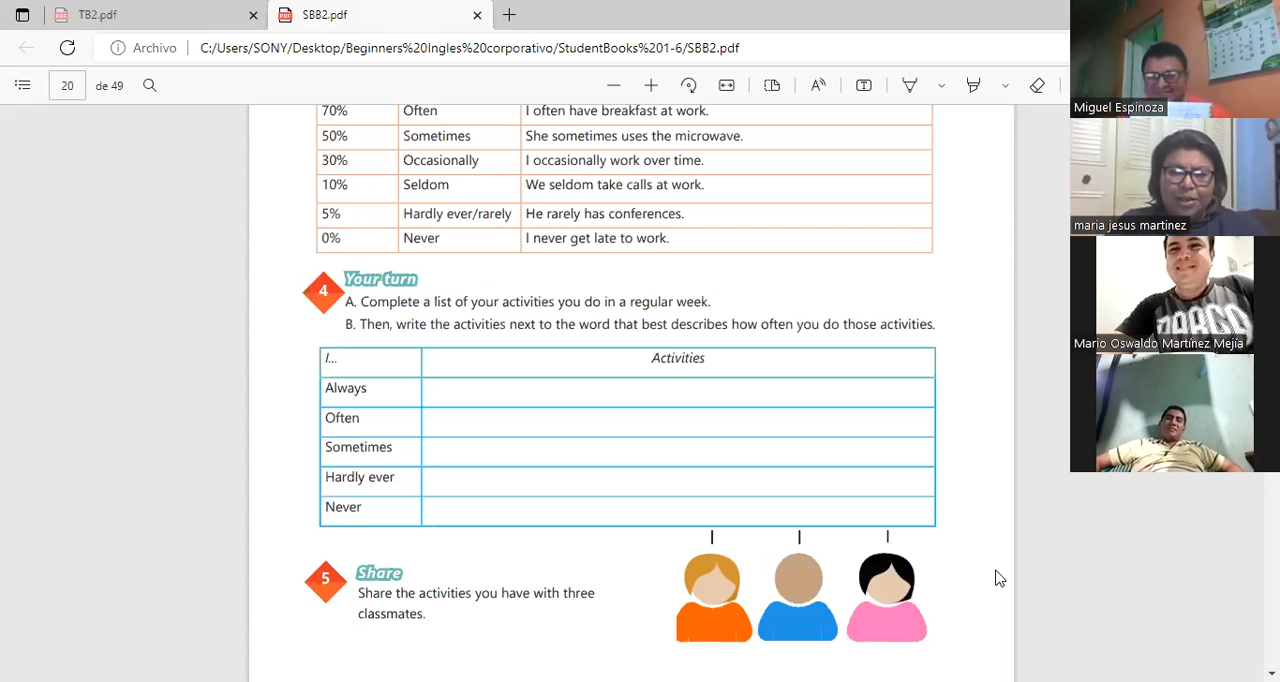 TB2.pdf
SBB2.pdf
Archivo
C:/Users/SONY/Desktop/Beginners%20Ingles%20corporativo/StudentBooks%201-6/SBB2.pdf
20 de 49
70% Often I often have breakfast at work.
50% Sometimes She sometimes uses the microwave.
30% Occasionally I occasionally work over time.
10% Seldom We seldom take calls at work.
5% Hardly ever/rarely He rarely has conferences.
0% Never I never get late to work.
4 Your turn
A. Complete a list of your activities you do in a regular week.
B. Then, write the activities next to the word that best describes how often you do those activities.
I... Activities
Always
Often
Sometimes
Hardly ever
Never
5 Share
Share the activities you have with three
classmates.
Miguel Espinoza
maria jesus martinez
Mario Oswaldo Martínez Mejía